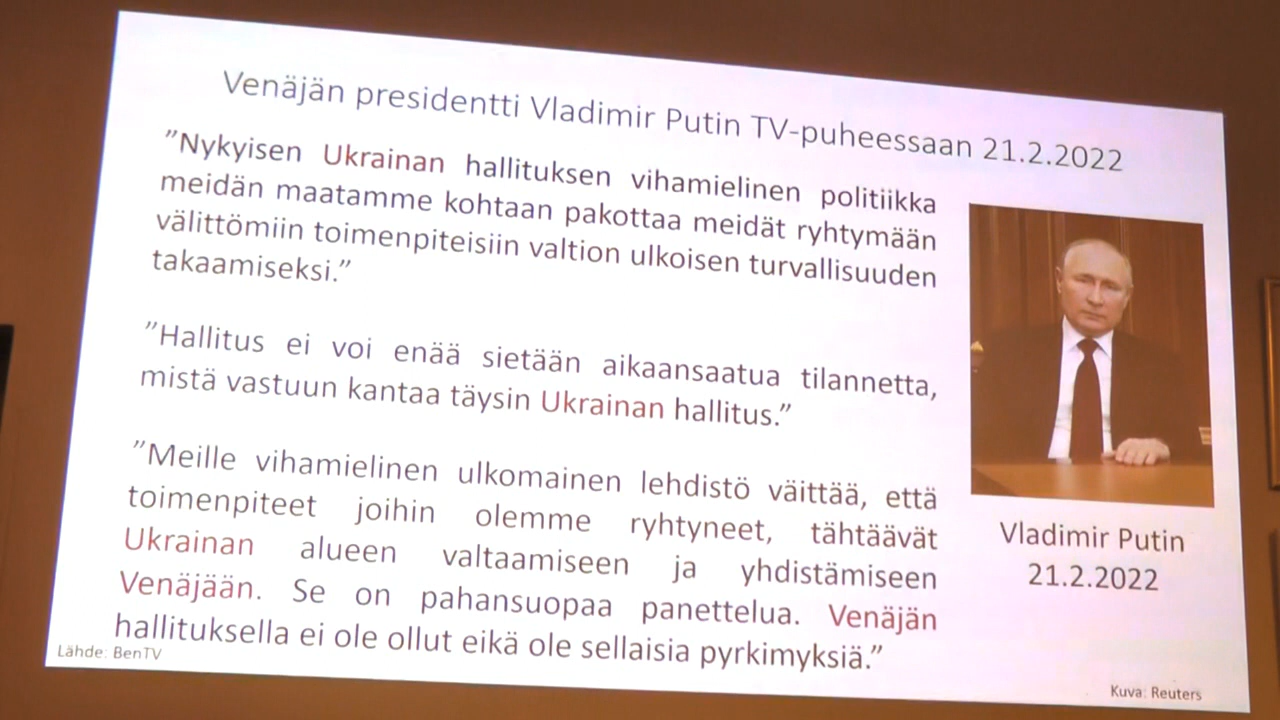 Venäjän presidentti Vladimir Putin TV-puheessaan 21.2.2022
”Nykyisen Ukrainan hallituksen vihamielinen politiikka
meidän maatamme kohtaan pakottaa meidät ryhtymään
välittömiin toimenpiteisiin valtion ulkoisen turvallisuuden
takaamiseksi.”
”Hallitus ei voi enää sietään aikaansaatua tilannetta,
mistä vastuun kantaa täysin Ukrainan hallitus.”
”Meille vihamielinen ulkomainen lehdistö väittää, että
toimenpiteet joihin olemme ryhtyneet, tähtäävät
Ukrainan alueen valtaamiseen ja yhdistämiseen
Venäjään. Se on pahansuopaa panettelua. Venäjän
hallituksella ei ole ollut eikä ole sellaisia pyrkimyksiä.”
Vladimir Putin
21.2.2022
Lähde: BenTV
Kuva: Reuters